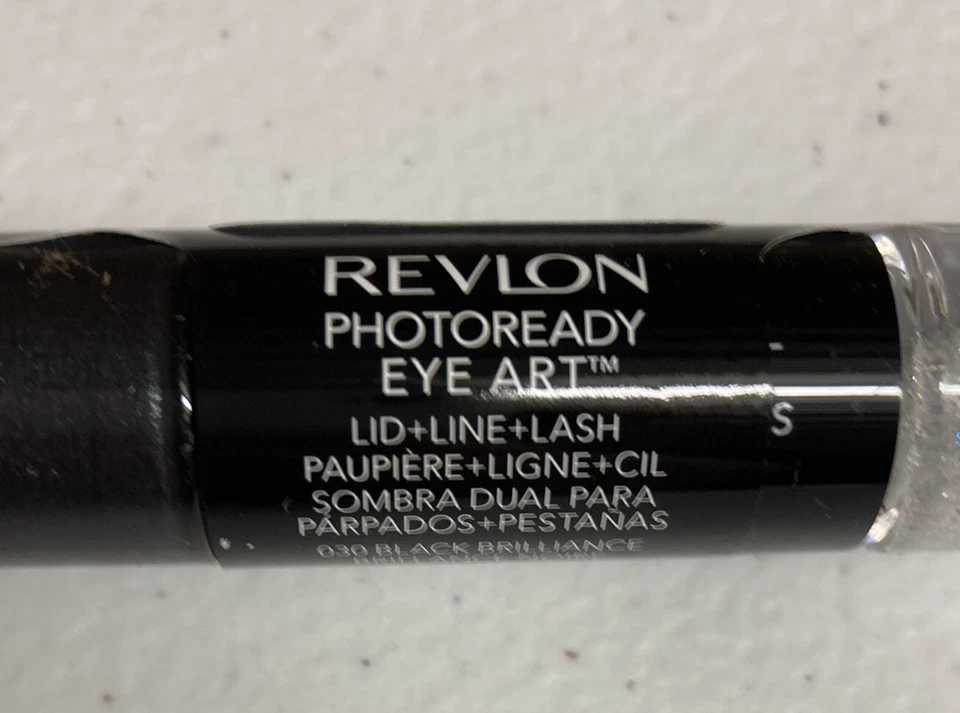 REVLON
PHOTOREADY
EYE ART™
LID+LINE+LASH
PAUPIÈRE+LIGNE+CIL
SOMBRA DUAL PARA
PÁRPADOS+PESTAÑAS
030 BLACK BRILLIANCE
S